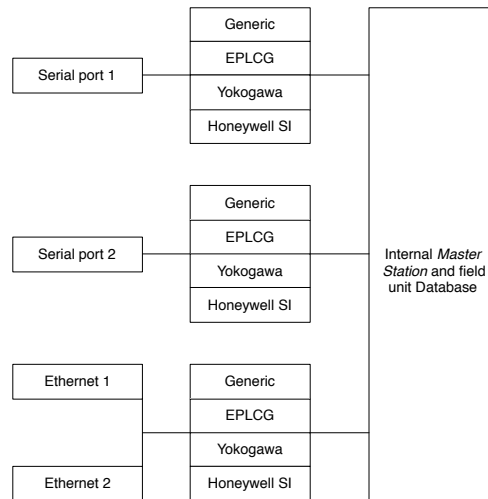 Generic
EPLCG
Serial port 1
Yokogawa
Honeywell SI
Generic
EPLCG
Serial port 2
Yokogawa
Honeywell SI
Internal Master
Station and field
unit Database
Ethernet 1
Generic
EPLCG
Yokogawa
Ethernet 2
Honeywell SI